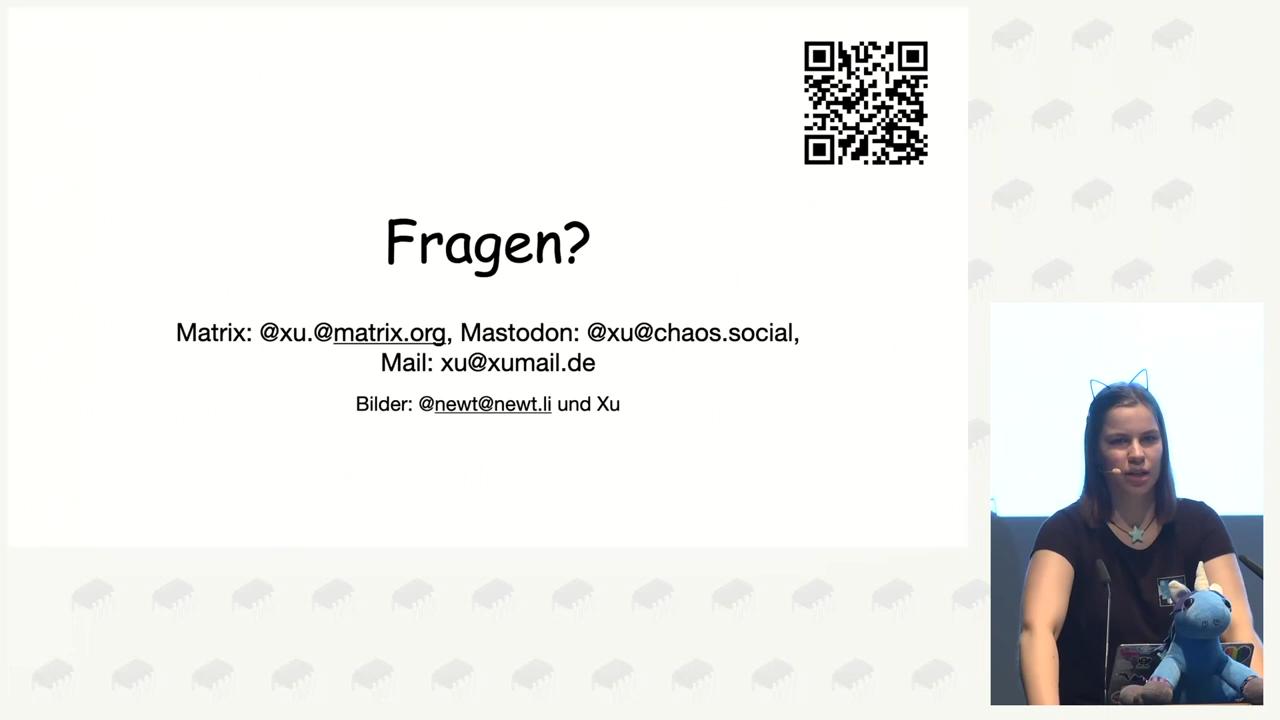 Fragen?
Matrix: @xu.@matrix.org, Mastodon: @xu@chaos.social,
Mail: xu@xumail.de
Bilder: @newt@newt.li und Xu